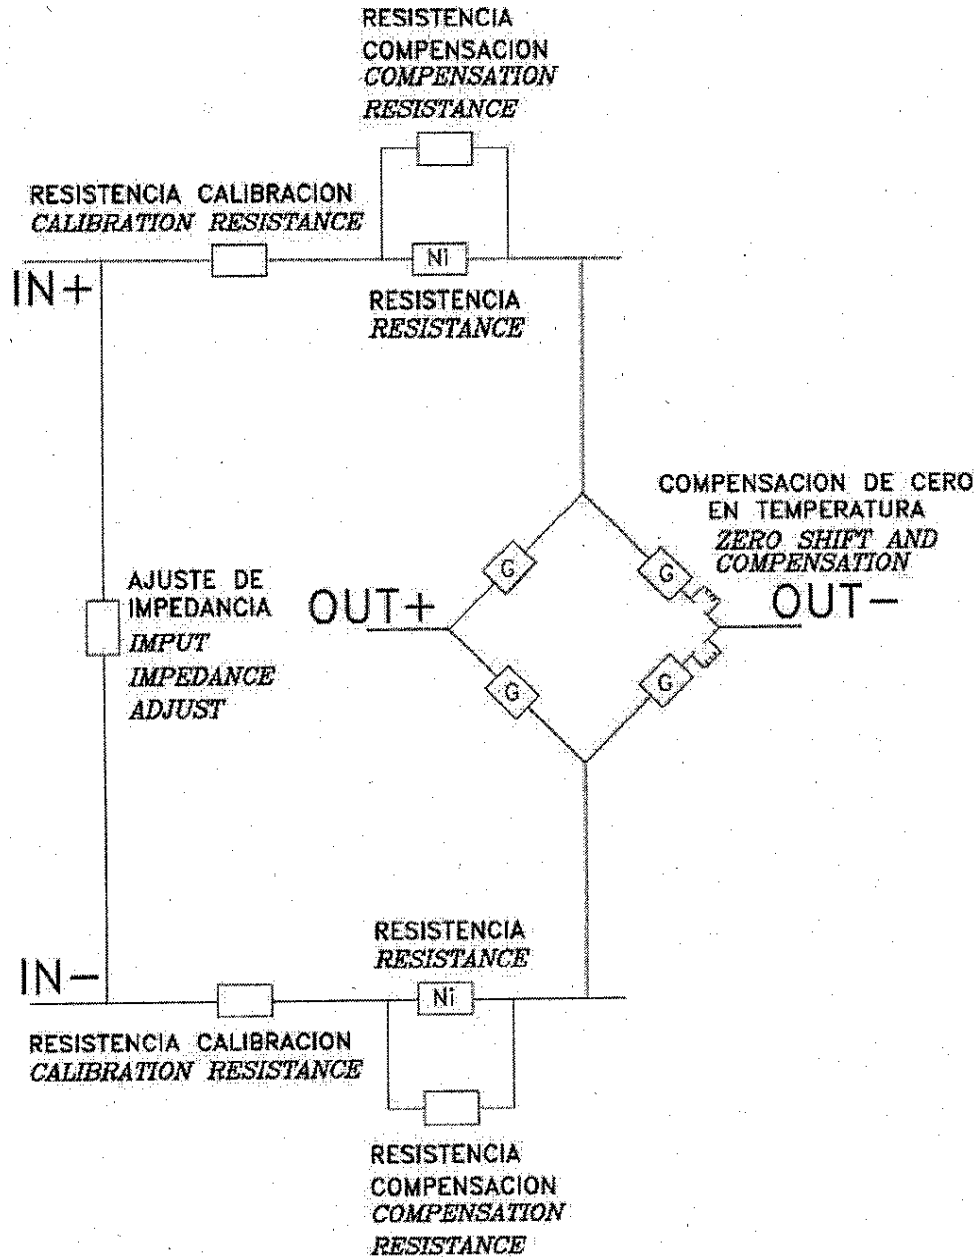 RESISTENCIA
COMPENSACION
COMPENSATION
RESISTANCE
RESISTENCIA CALIBRACION
CALIBRATION RESISTANCE
IN+
Ni
RESISTENCIA
RESISTANCE
COMPENSACION DE CERO
EN TEMPERATURA
ZERO SHIFT AND
COMPENSATION
G
G
AJUSTE DE
IMPEDANCIA
IMPUT
IMPEDANCE
ADJUST
OUT+
OUT-
G
G
RESISTENCIA
RESISTANCE
IN-
Ni
RESISTENCIA CALIBRACION
CALIBRATION RESISTANCE
RESISTENCIA
COMPENSACION
COMPENSATION
RESISTANCE